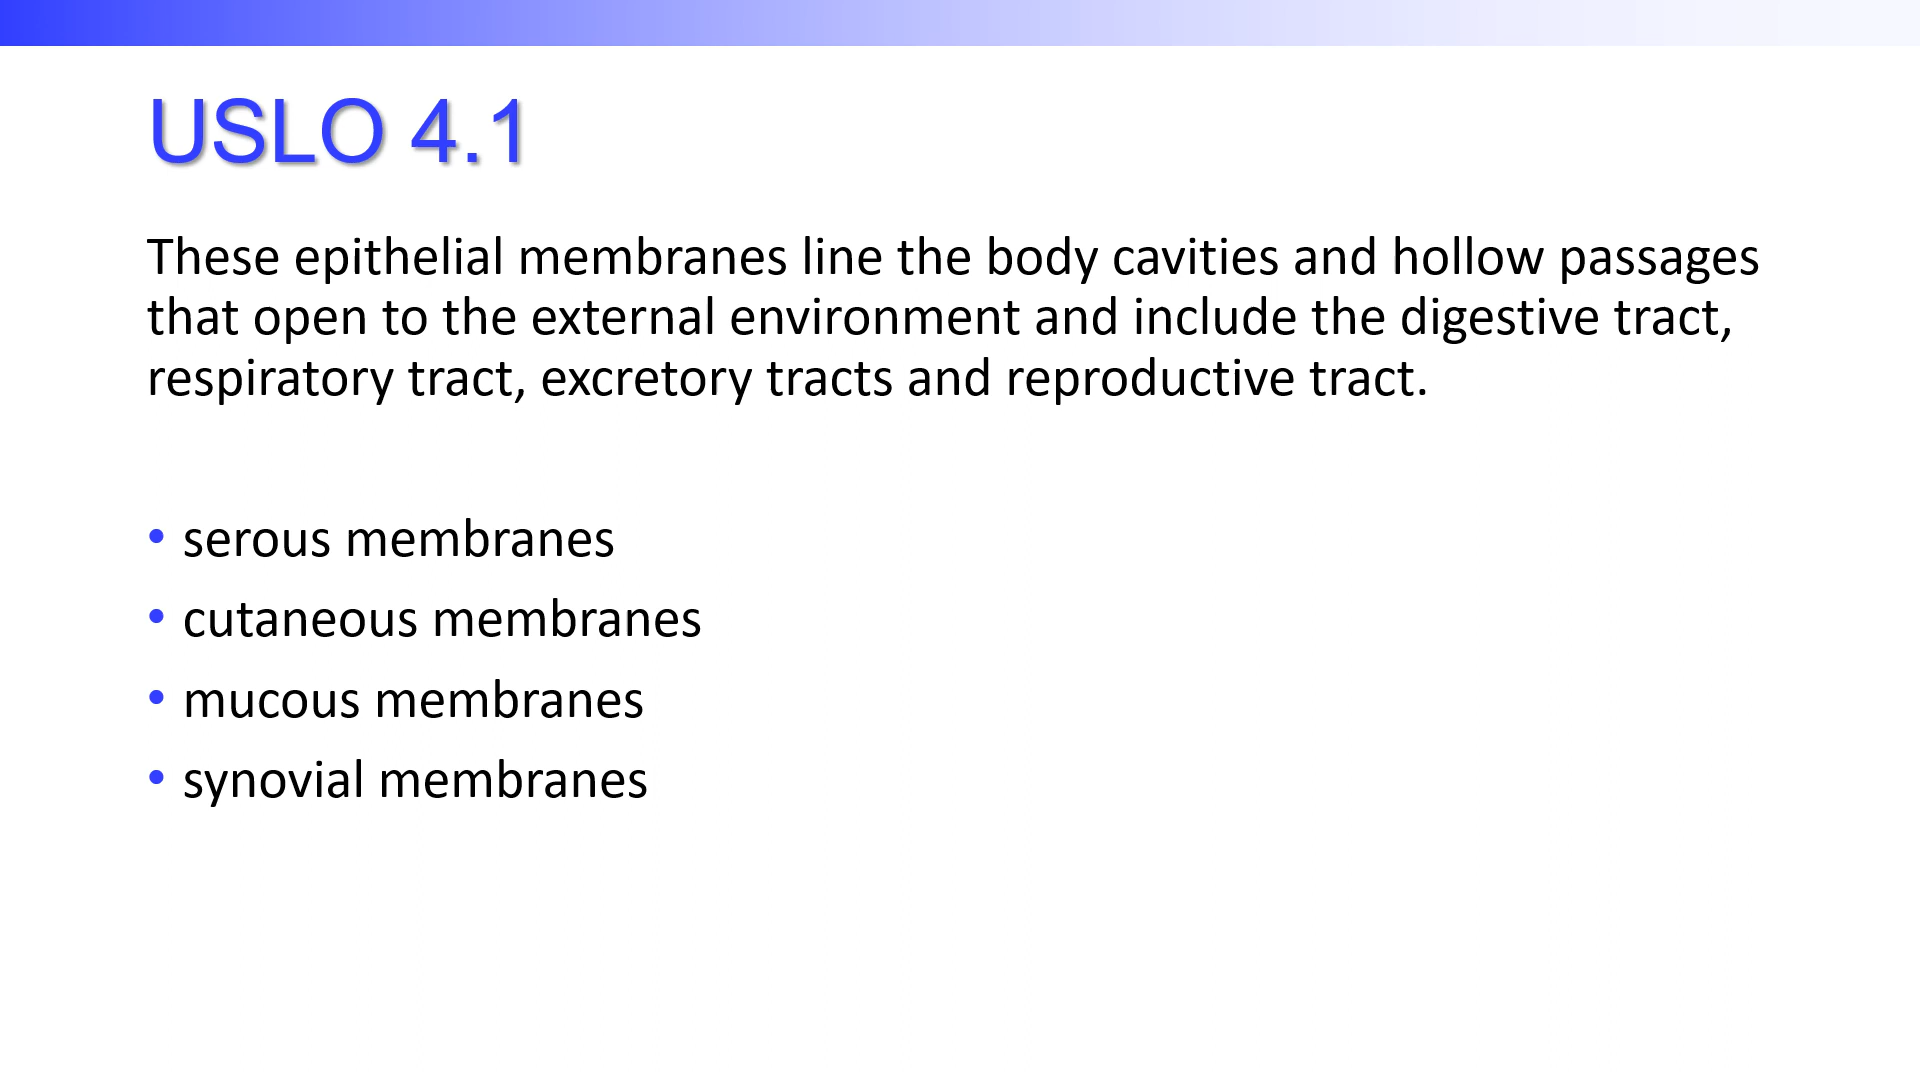 USLO 4.1
These epithelial membranes line the body cavities and hollow passages
that open to the external environment and include the digestive tract,
respiratory tract, excretory tracts and reproductive tract.
• serous membranes
• cutaneous membranes
• mucous membranes
• synovial membranes